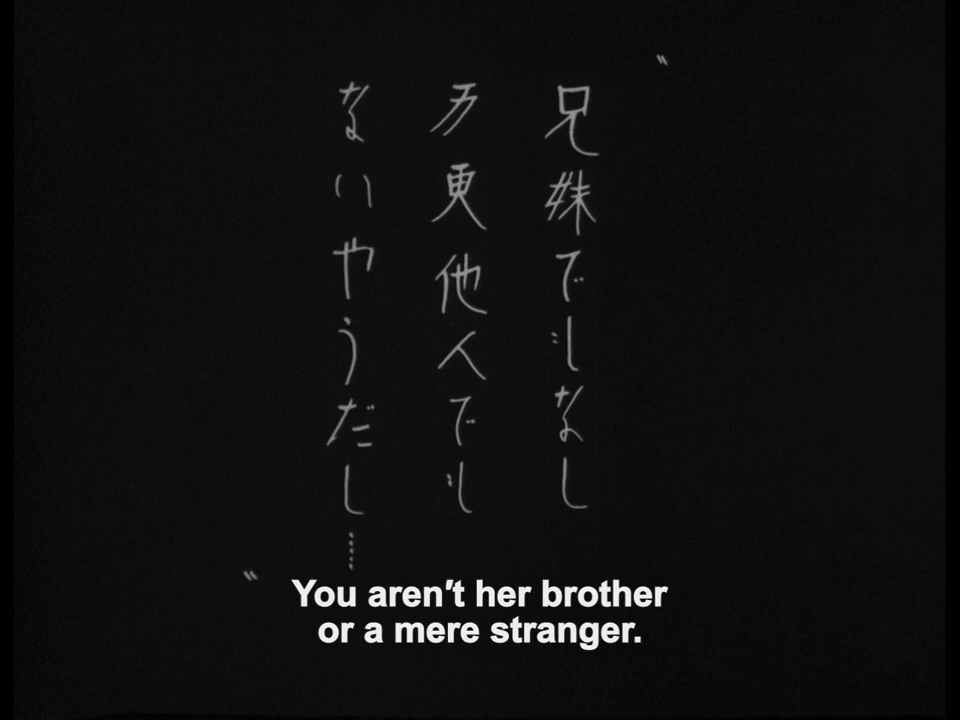 〝兄妹でもなし
万更他人でも
ないやうだし……〟
You aren't her brother
or a mere stranger.